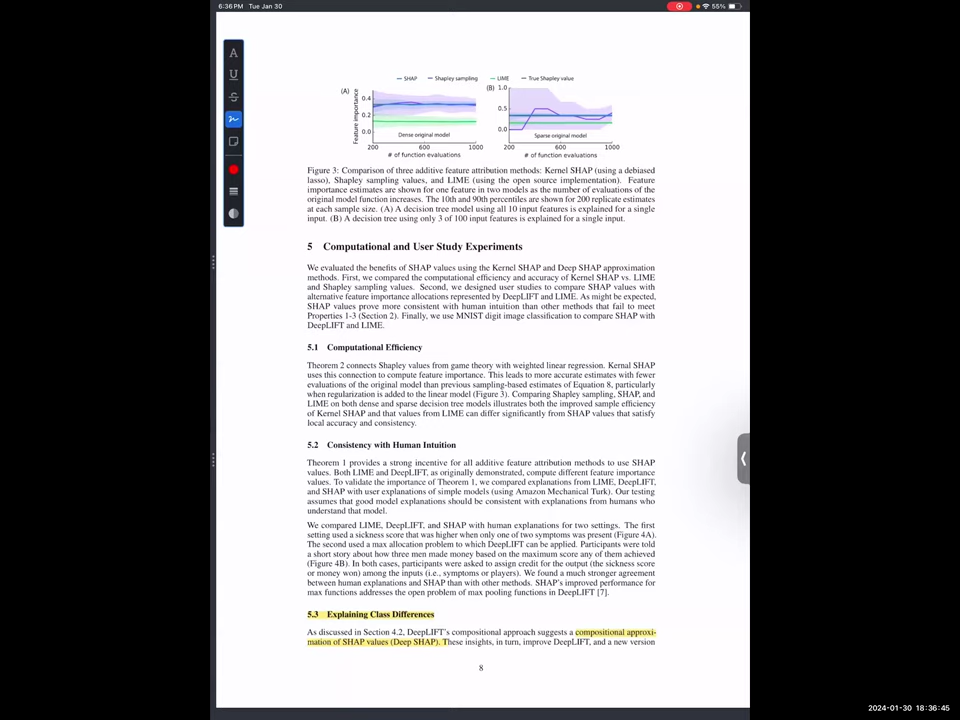 6:36 PM Tue Jan 30
55%
A
U
S
SHAP Shapley sampling LIME True Shapley value
(A)
(B)
Feature importance
0.4
0.2
0.0
1.0
0.5
0.0
Dense original model
Sparse original model
200 600 1000
200 600 1000
# of function evaluations
# of function evaluations
Figure 3: Comparison of three additive feature attribution methods: Kernel SHAP (using a debiased
lasso), Shapley sampling values, and LIME (using the open source implementation). Feature
importance estimates are shown for one feature in two models as the number of evaluations of the
original model function increases. The 10th and 90th percentiles are shown for 200 replicate estimates
at each sample size. (A) A decision tree model using all 10 input features is explained for a single
input. (B) A decision tree using only 3 of 100 input features is explained for a single input.
5 Computational and User Study Experiments
We evaluated the benefits of SHAP values using the Kernel SHAP and Deep SHAP approximation
methods. First, we compared the computational efficiency and accuracy of Kernel SHAP vs. LIME
and Shapley sampling values. Second, we designed user studies to compare SHAP values with
alternative feature importance allocations represented by DeepLIFT and LIME. As might be expected,
SHAP values prove more consistent with human intuition than other methods that fail to meet
Properties 1-3 (Section 2). Finally, we use MNIST digit image classification to compare SHAP with
DeepLIFT and LIME.
5.1 Computational Efficiency
Theorem 2 connects Shapley values from game theory with weighted linear regression. Kernal SHAP
uses this connection to compute feature importance. This leads to more accurate estimates with fewer
evaluations of the original model than previous sampling-based estimates of Equation 8, particularly
when regularization is added to the linear model (Figure 3). Comparing Shapley sampling, SHAP, and
LIME on both dense and sparse decision tree models illustrates both the improved sample efficiency
of Kernel SHAP and that values from LIME can differ significantly from SHAP values that satisfy
local accuracy and consistency.
5.2 Consistency with Human Intuition
Theorem 1 provides a strong incentive for all additive feature attribution methods to use SHAP
values. Both LIME and DeepLIFT, as originally demonstrated, compute different feature importance
values. To validate the importance of Theorem 1, we compared explanations from LIME, DeepLIFT,
and SHAP with user explanations of simple models (using Amazon Mechanical Turk). Our testing
assumes that good model explanations should be consistent with explanations from humans who
understand that model.
We compared LIME, DeepLIFT, and SHAP with human explanations for two settings. The first
setting used a sickness score that was higher when only one of two symptoms was present (Figure 4A).
The second used a max allocation problem to which DeepLIFT can be applied. Participants were told
a short story about how three men made money based on the maximum score any of them achieved
(Figure 4B). In both cases, participants were asked to assign credit for the output (the sickness score
or money won) among the inputs (i.e., symptoms or players). We found a much stronger agreement
between human explanations and SHAP than with other methods. SHAP's improved performance for
max functions addresses the open problem of max pooling functions in DeepLIFT [7].
5.3 Explaining Class Differences
As discussed in Section 4.2, DeepLIFT's compositional approach suggests a compositional approxi-
mation of SHAP values (Deep SHAP). These insights, in turn, improve DeepLIFT, and a new version
8
2024-01-30 18:36:45